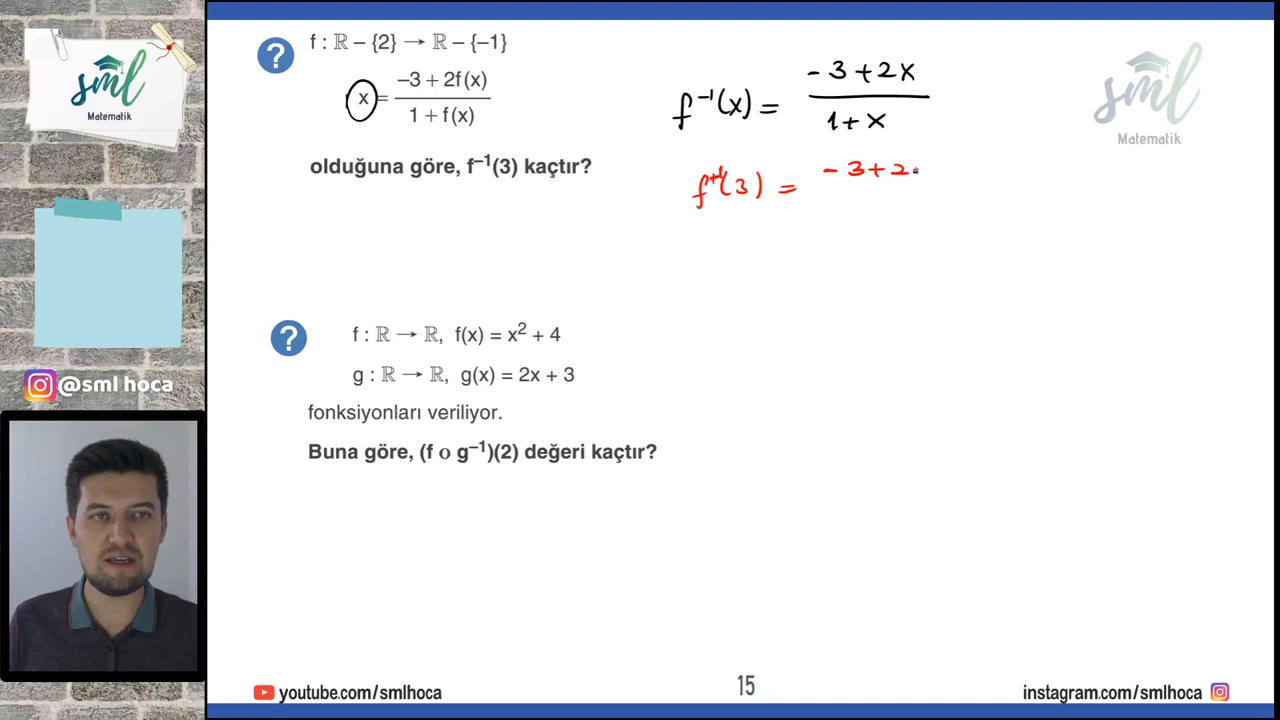 sml
Matematik
@sml hoca
? f : ℝ – {2} → ℝ – {–1}
x = (–3 + 2f(x)) / (1 + f(x))
olduğuna göre, f⁻¹(3) kaçtır?
f⁻¹(x) = (-3+2x) / (1+x)
f⁻¹(3) = -3+2.
sml
Matematik
? f : ℝ → ℝ, f(x) = x² + 4
g : ℝ → ℝ, g(x) = 2x + 3
fonksiyonları veriliyor.
Buna göre, (f o g⁻¹)(2) değeri kaçtır?
youtube.com/smlhoca
15
instagram.com/smlhoca